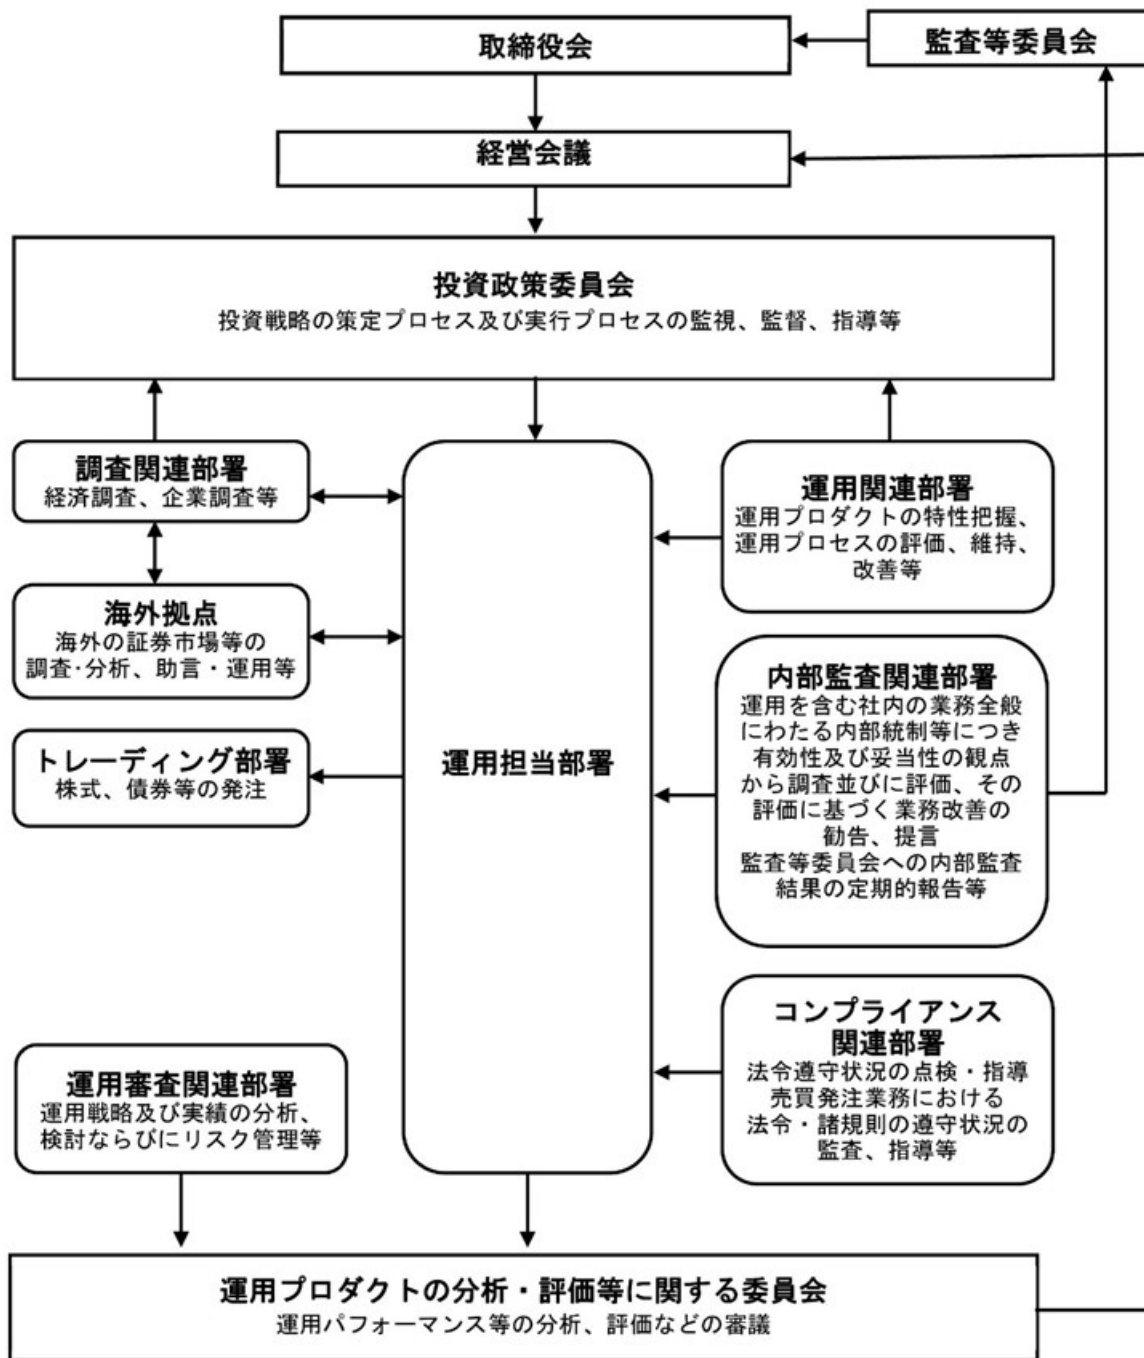 取締役会
監査等委員会
経営会議
投資政策委員会
投資戦略の策定プロセス及び実行プロセスの監視、監督、指導等
調査関連部署
経済調査、企業調査等
海外拠点
海外の証券市場等の
調査･分析、助言・運用等
トレーディング部署
株式、債券等の発注
運用審査関連部署
運用戦略及び実績の分析、
検討ならびにリスク管理等
運用担当部署
運用関連部署
運用プロダクトの特性把握、
運用プロセスの評価、維持、
改善等
内部監査関連部署
運用を含む社内の業務全般
にわたる内部統制等につき
有効性及び妥当性の観点
から調査並びに評価、その
評価に基づく業務改善の
勧告、提言
監査等委員会への内部監査
結果の定期的報告等
コンプライアンス
関連部署
法令遵守状況の点検・指導
売買発注業務における
法令・諸規則の遵守状況の
監査、指導等
運用プロダクトの分析・評価等に関する委員会
運用パフォーマンス等の分析、評価などの審議